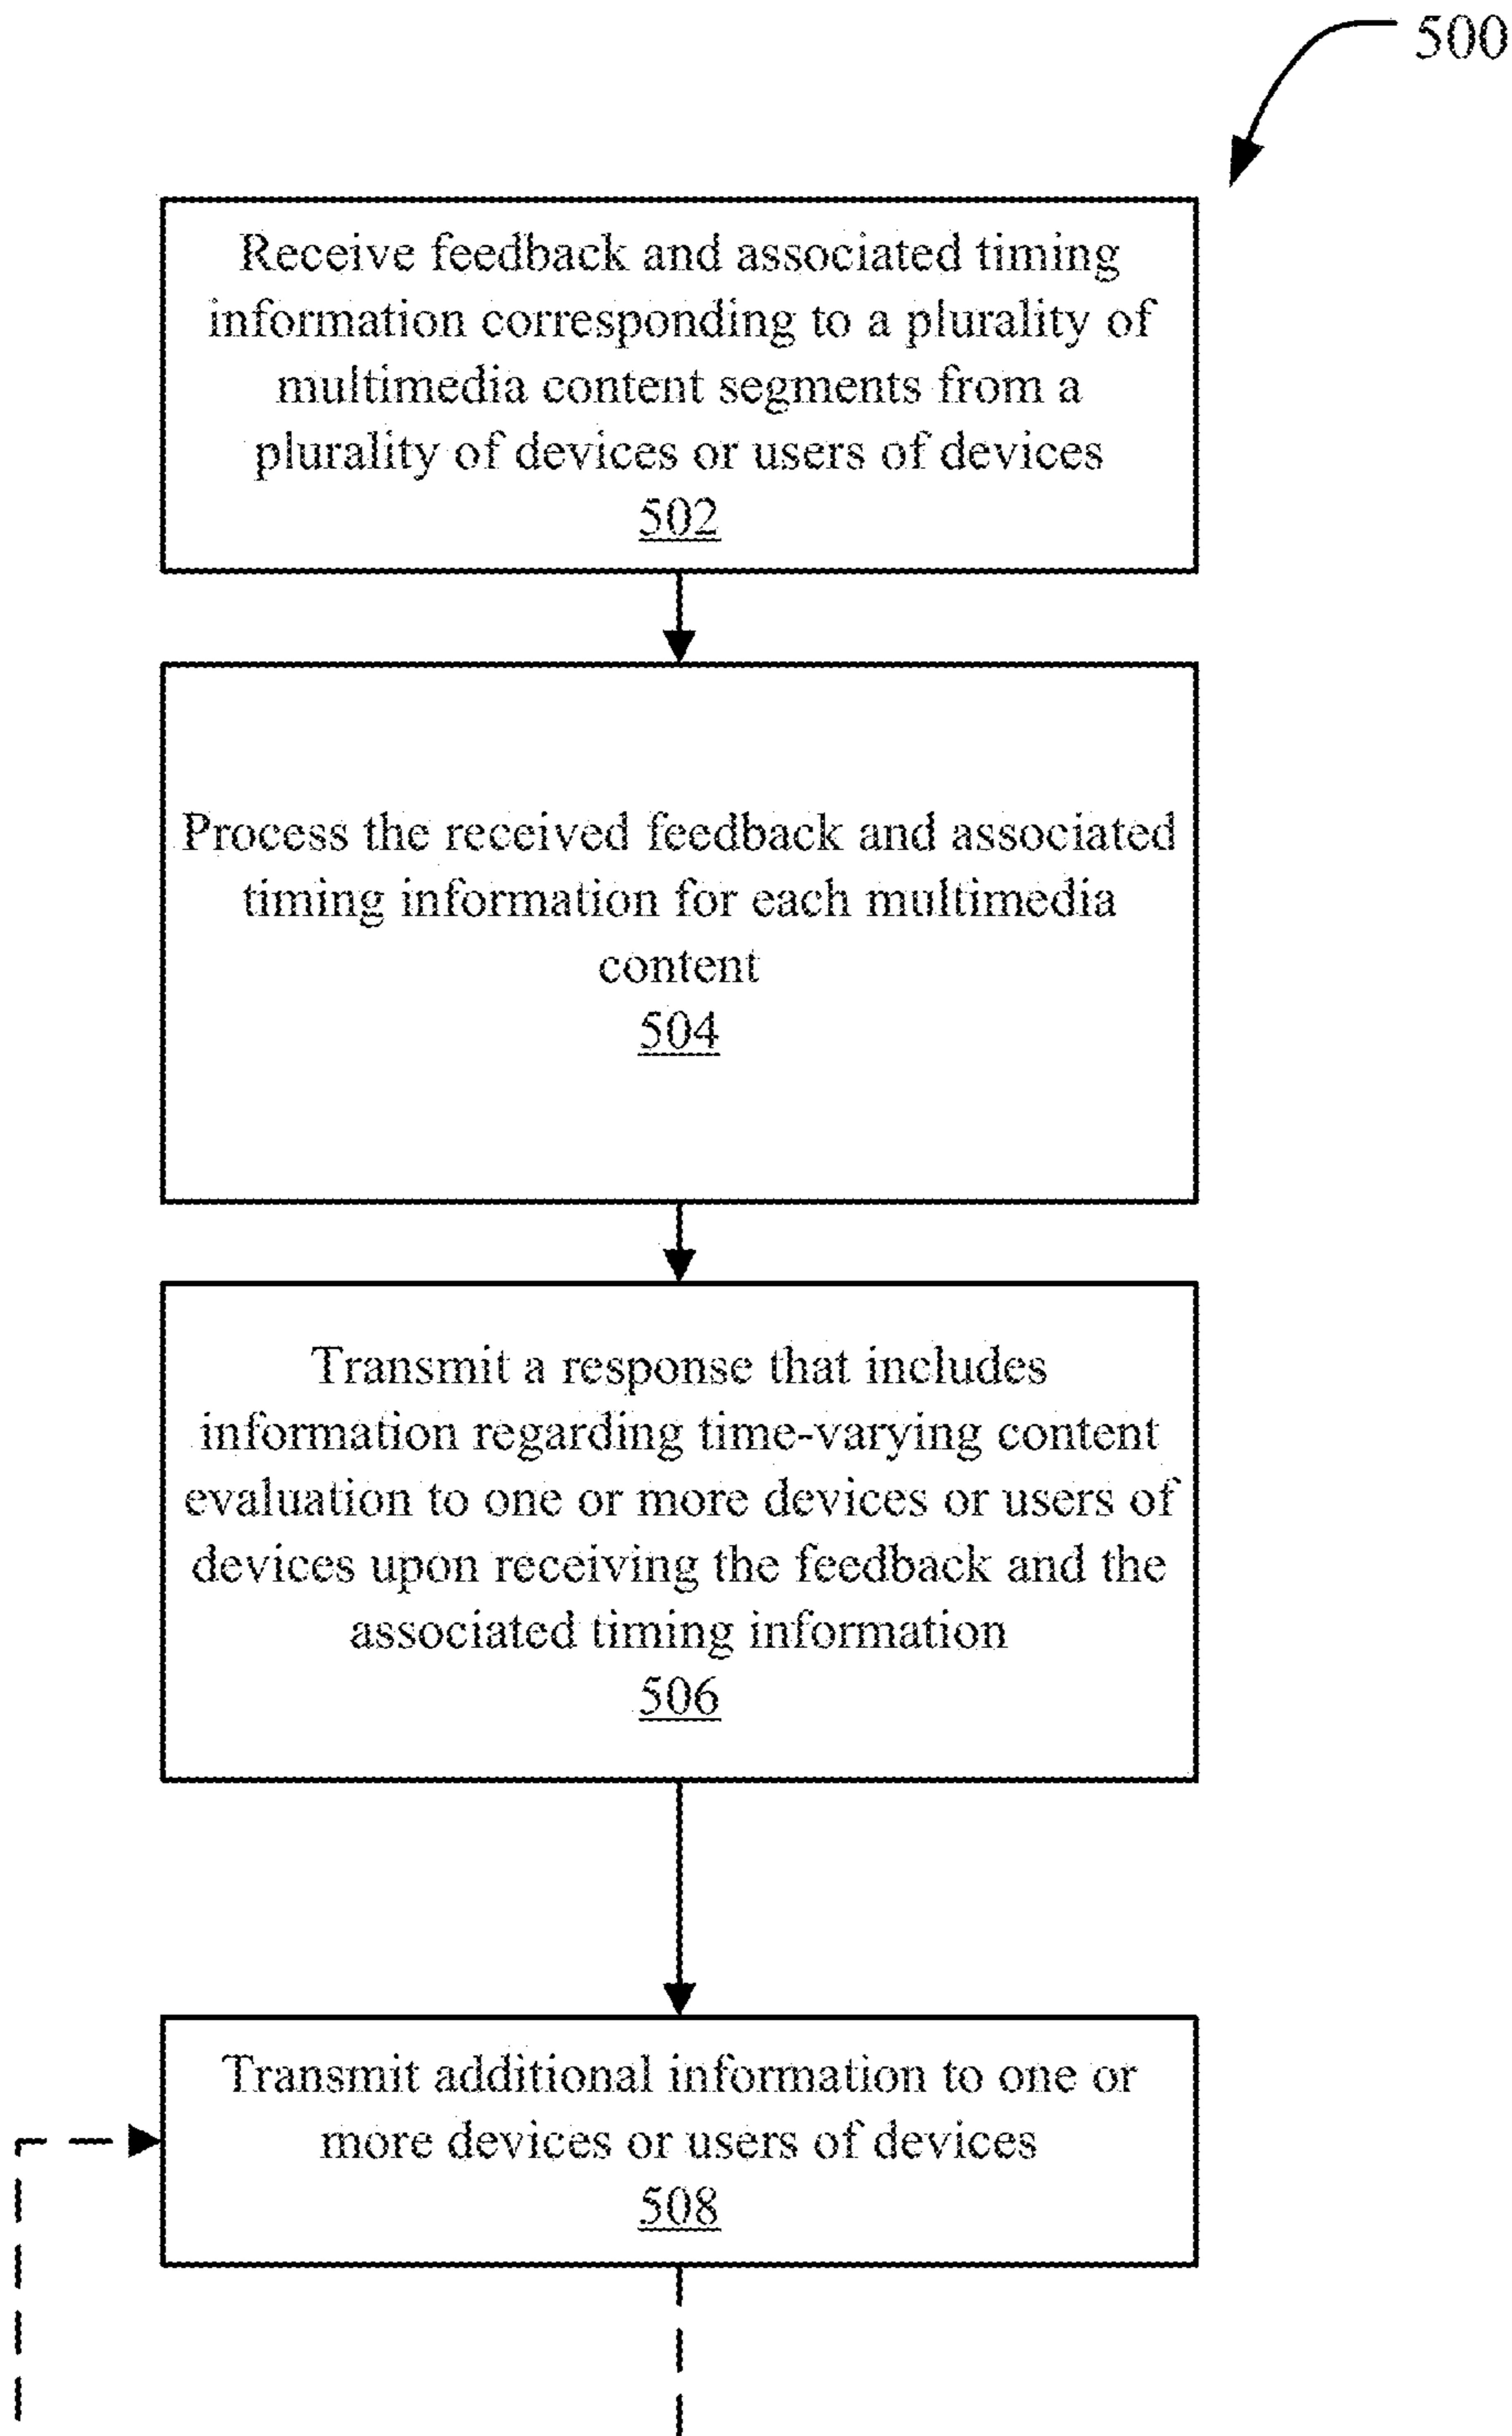 500
Receive feedback and associated timing
information corresponding to a plurality of
multimedia content segments from a
plurality of devices or users of devices
502
Process the received feedback and associated
timing information for each multimedia
content
504
Transmit a response that includes
information regarding time-varying content
evaluation to one or more devices or users of
devices upon receiving the feedback and the
associated timing information
506
Transmit additional information to one or
more devices or users of devices
508